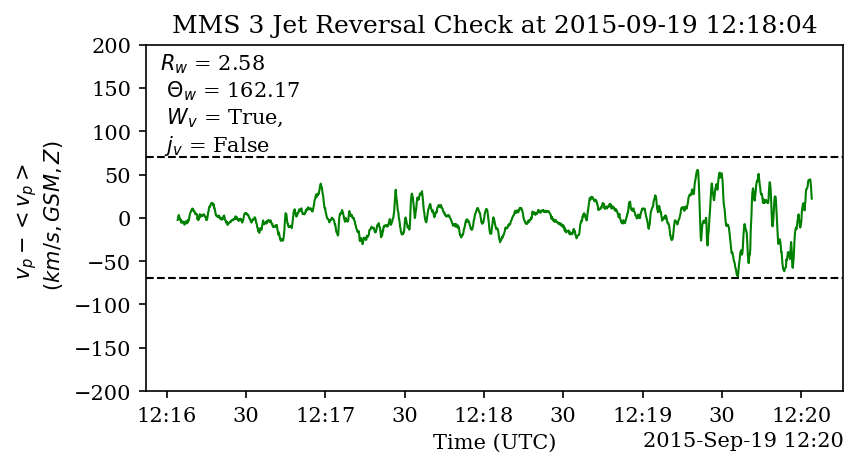 MMS 3 Jet Reversal Check at 2015-09-19 12:18:04
v_p − < v_p >
(km/s, GSM, Z)
200
150
100
50
0
−50
−100
−150
−200
R_w = 2.58
Θ_w = 162.17
W_v = True,
j_v = False
12:16 30 12:17 30 12:18 30 12:19 30 12:20
Time (UTC)
2015-Sep-19 12:20